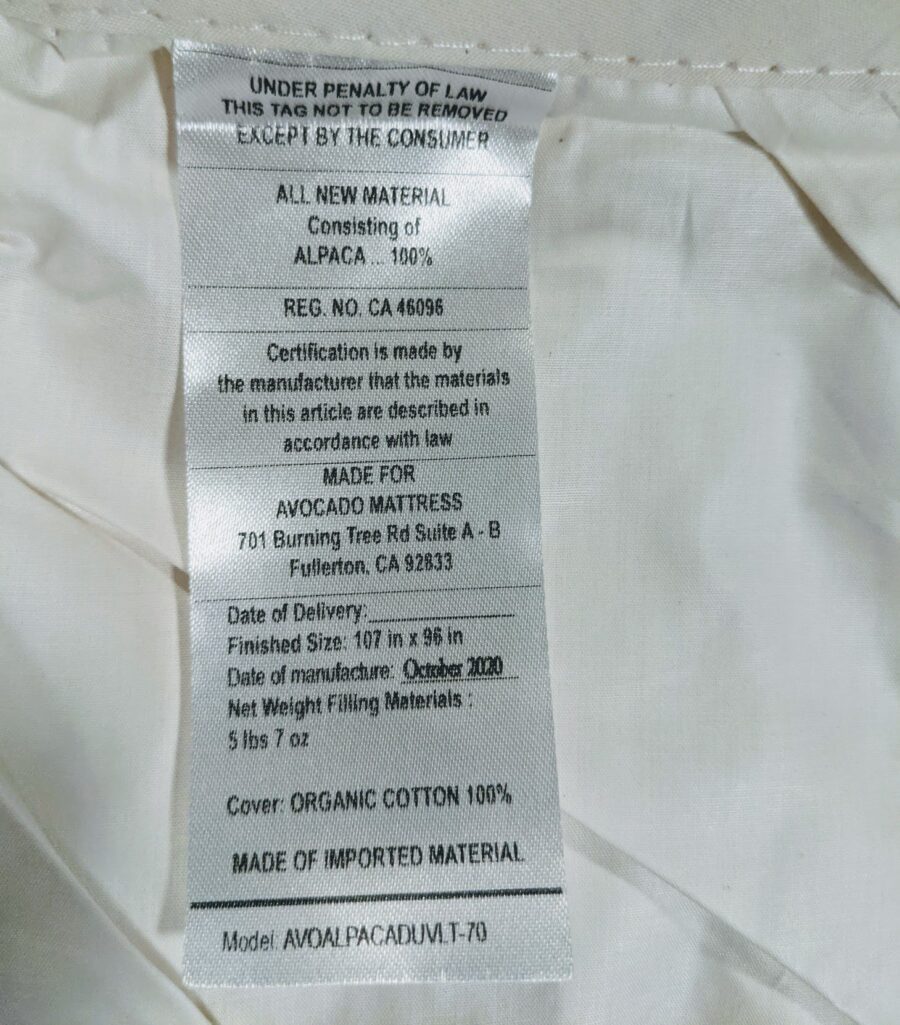 UNDER PENALTY OF LAW
THIS TAG NOT TO BE REMOVED
EXCEPT BY THE CONSUMER
ALL NEW MATERIAL
Consisting of
ALPACA ... 100%
REG. NO. CA 46096
Certification is made by
the manufacturer that the materials
in this article are described in
accordance with law
MADE FOR
AVOCADO MATTRESS
701 Burning Tree Rd Suite A - B
Fullerton, CA 92833
Date of Delivery:
Finished Size: 107 in x 96 in
Date of manufacture: October 2020
Net Weight Filling Materials :
5 lbs 7 oz
Cover: ORGANIC COTTON 100%
MADE OF IMPORTED MATERIAL
Model: AVOALPACADUVLT-70